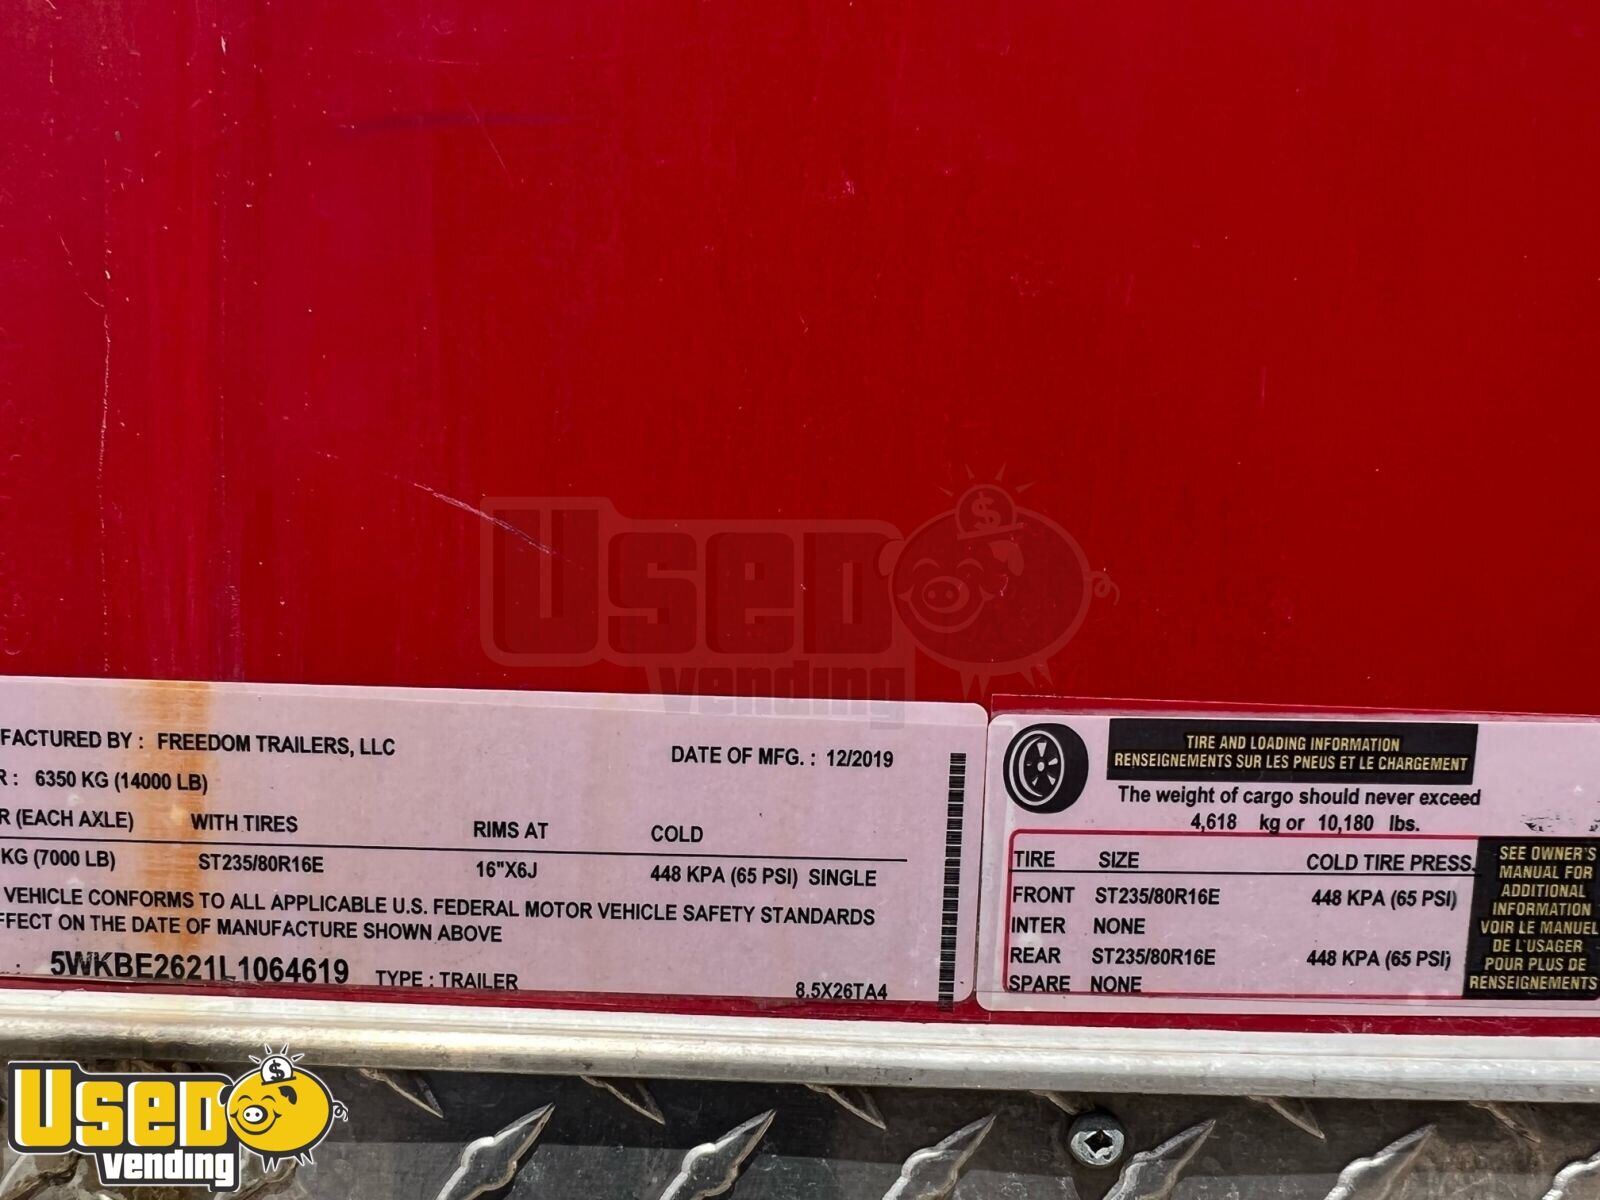 FACTURED BY : FREEDOM TRAILERS, LLC
DATE OF MFG. : 12/2019
R : 6350 KG (14000 LB)
R (EACH AXLE) WITH TIRES RIMS AT COLD
KG (7000 LB) ST235/80R16E 16"X6J 448 KPA (65 PSI) SINGLE
VEHICLE CONFORMS TO ALL APPLICABLE U.S. FEDERAL MOTOR VEHICLE SAFETY STANDARDS
FFECT ON THE DATE OF MANUFACTURE SHOWN ABOVE
. 5WKBE2621L1064619 TYPE : TRAILER 8.5X26TA4
TIRE AND LOADING INFORMATION
RENSEIGNEMENTS SUR LES PNEUS ET LE CHARGEMENT
The weight of cargo should never exceed
4,618 kg or 10,180 lbs.
TIRE SIZE COLD TIRE PRESS.
FRONT ST235/80R16E 448 KPA (65 PSI)
INTER NONE
REAR ST235/80R16E 448 KPA (65 PSI)
SPARE NONE
SEE OWNER'S
MANUAL FOR
ADDITIONAL
INFORMATION
VOIR LE MANUEL
DE L'USAGER
POUR PLUS DE
RENSEIGNEMENTS
USED
vending
USED
vending